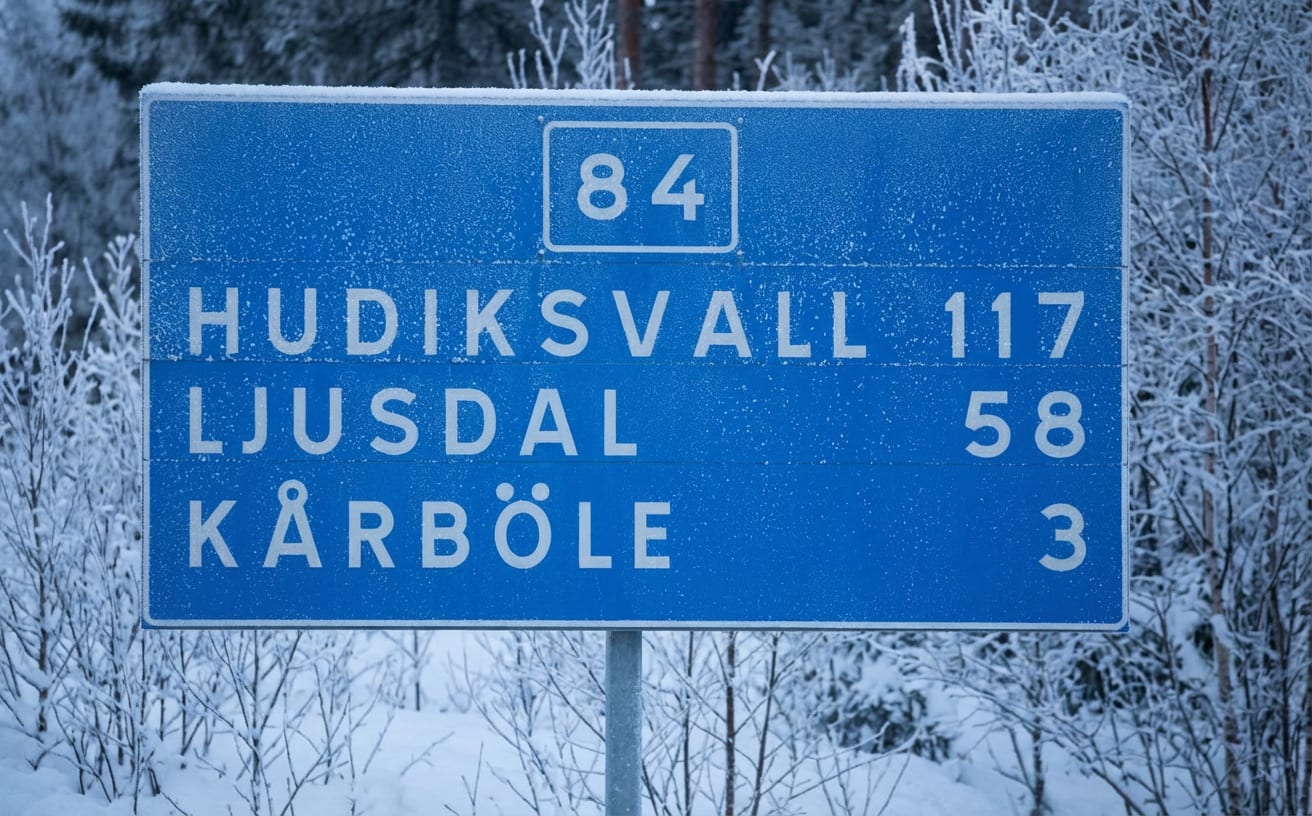 84
HUDIKSVALL 117
LJUSDAL 58
KÅRBÖLE 3